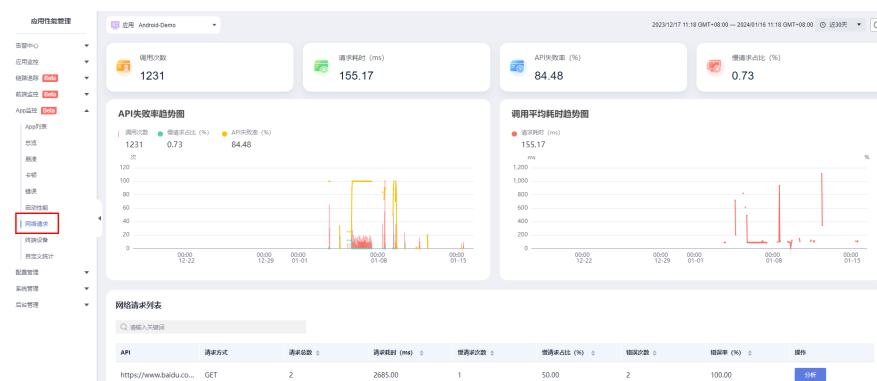 应用性能管理
应用 Android-Demo
2023/12/17 11:18 GMT+08:00 — 2024/01/16 11:18 GMT+08:00 近30天
告警中心
应用监控
链路追踪 Beta
前端监控 Beta
App监控 Beta
App列表
总览
崩溃
卡顿
错误
启动性能
网络请求
终端设备
自定义统计
配置管理
系统管理
后台管理
调用次数
1231
请求耗时 (ms)
155.17
API失败率 (%)
84.48
慢请求占比 (%)
0.73
API失败率趋势图
调用次数 慢请求占比 (%) API失败率 (%)
1231 0.73 84.48
次
120
100
80
60
40
20
0
00:00 00:00 00:00 00:00 00:00
12-22 12-29 01-01 01-08 01-15
调用平均耗时趋势图
请求耗时 (ms)
155.17
ms %
1,200
1,000
800
600
400
200
0
00:00 00:00 00:00 00:00 00:00
12-22 12-29 01-01 01-08 01-15
网络请求列表
请输入关键词
API 请求方式 请求总数 请求耗时 (ms) 慢请求次数 慢请求占比 (%) 错误次数 错误率 (%) 操作
https://www.baidu.co... GET 2 2685.00 1 50.00 2 100.00 分析